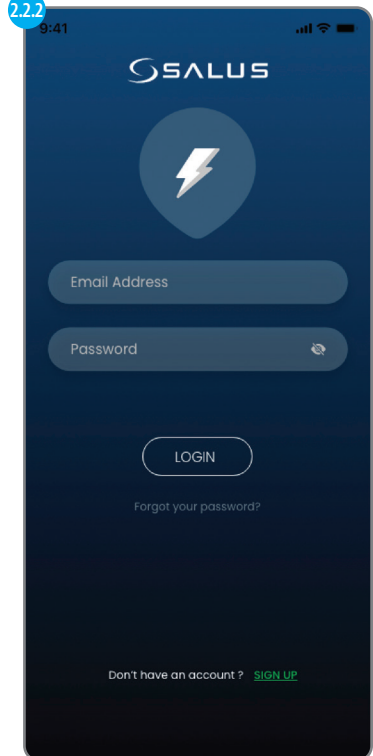 2.2.2
9:41
SALUS
Email Address
Password
LOGIN
Forgot your password?
Don't have an account ? SIGN UP